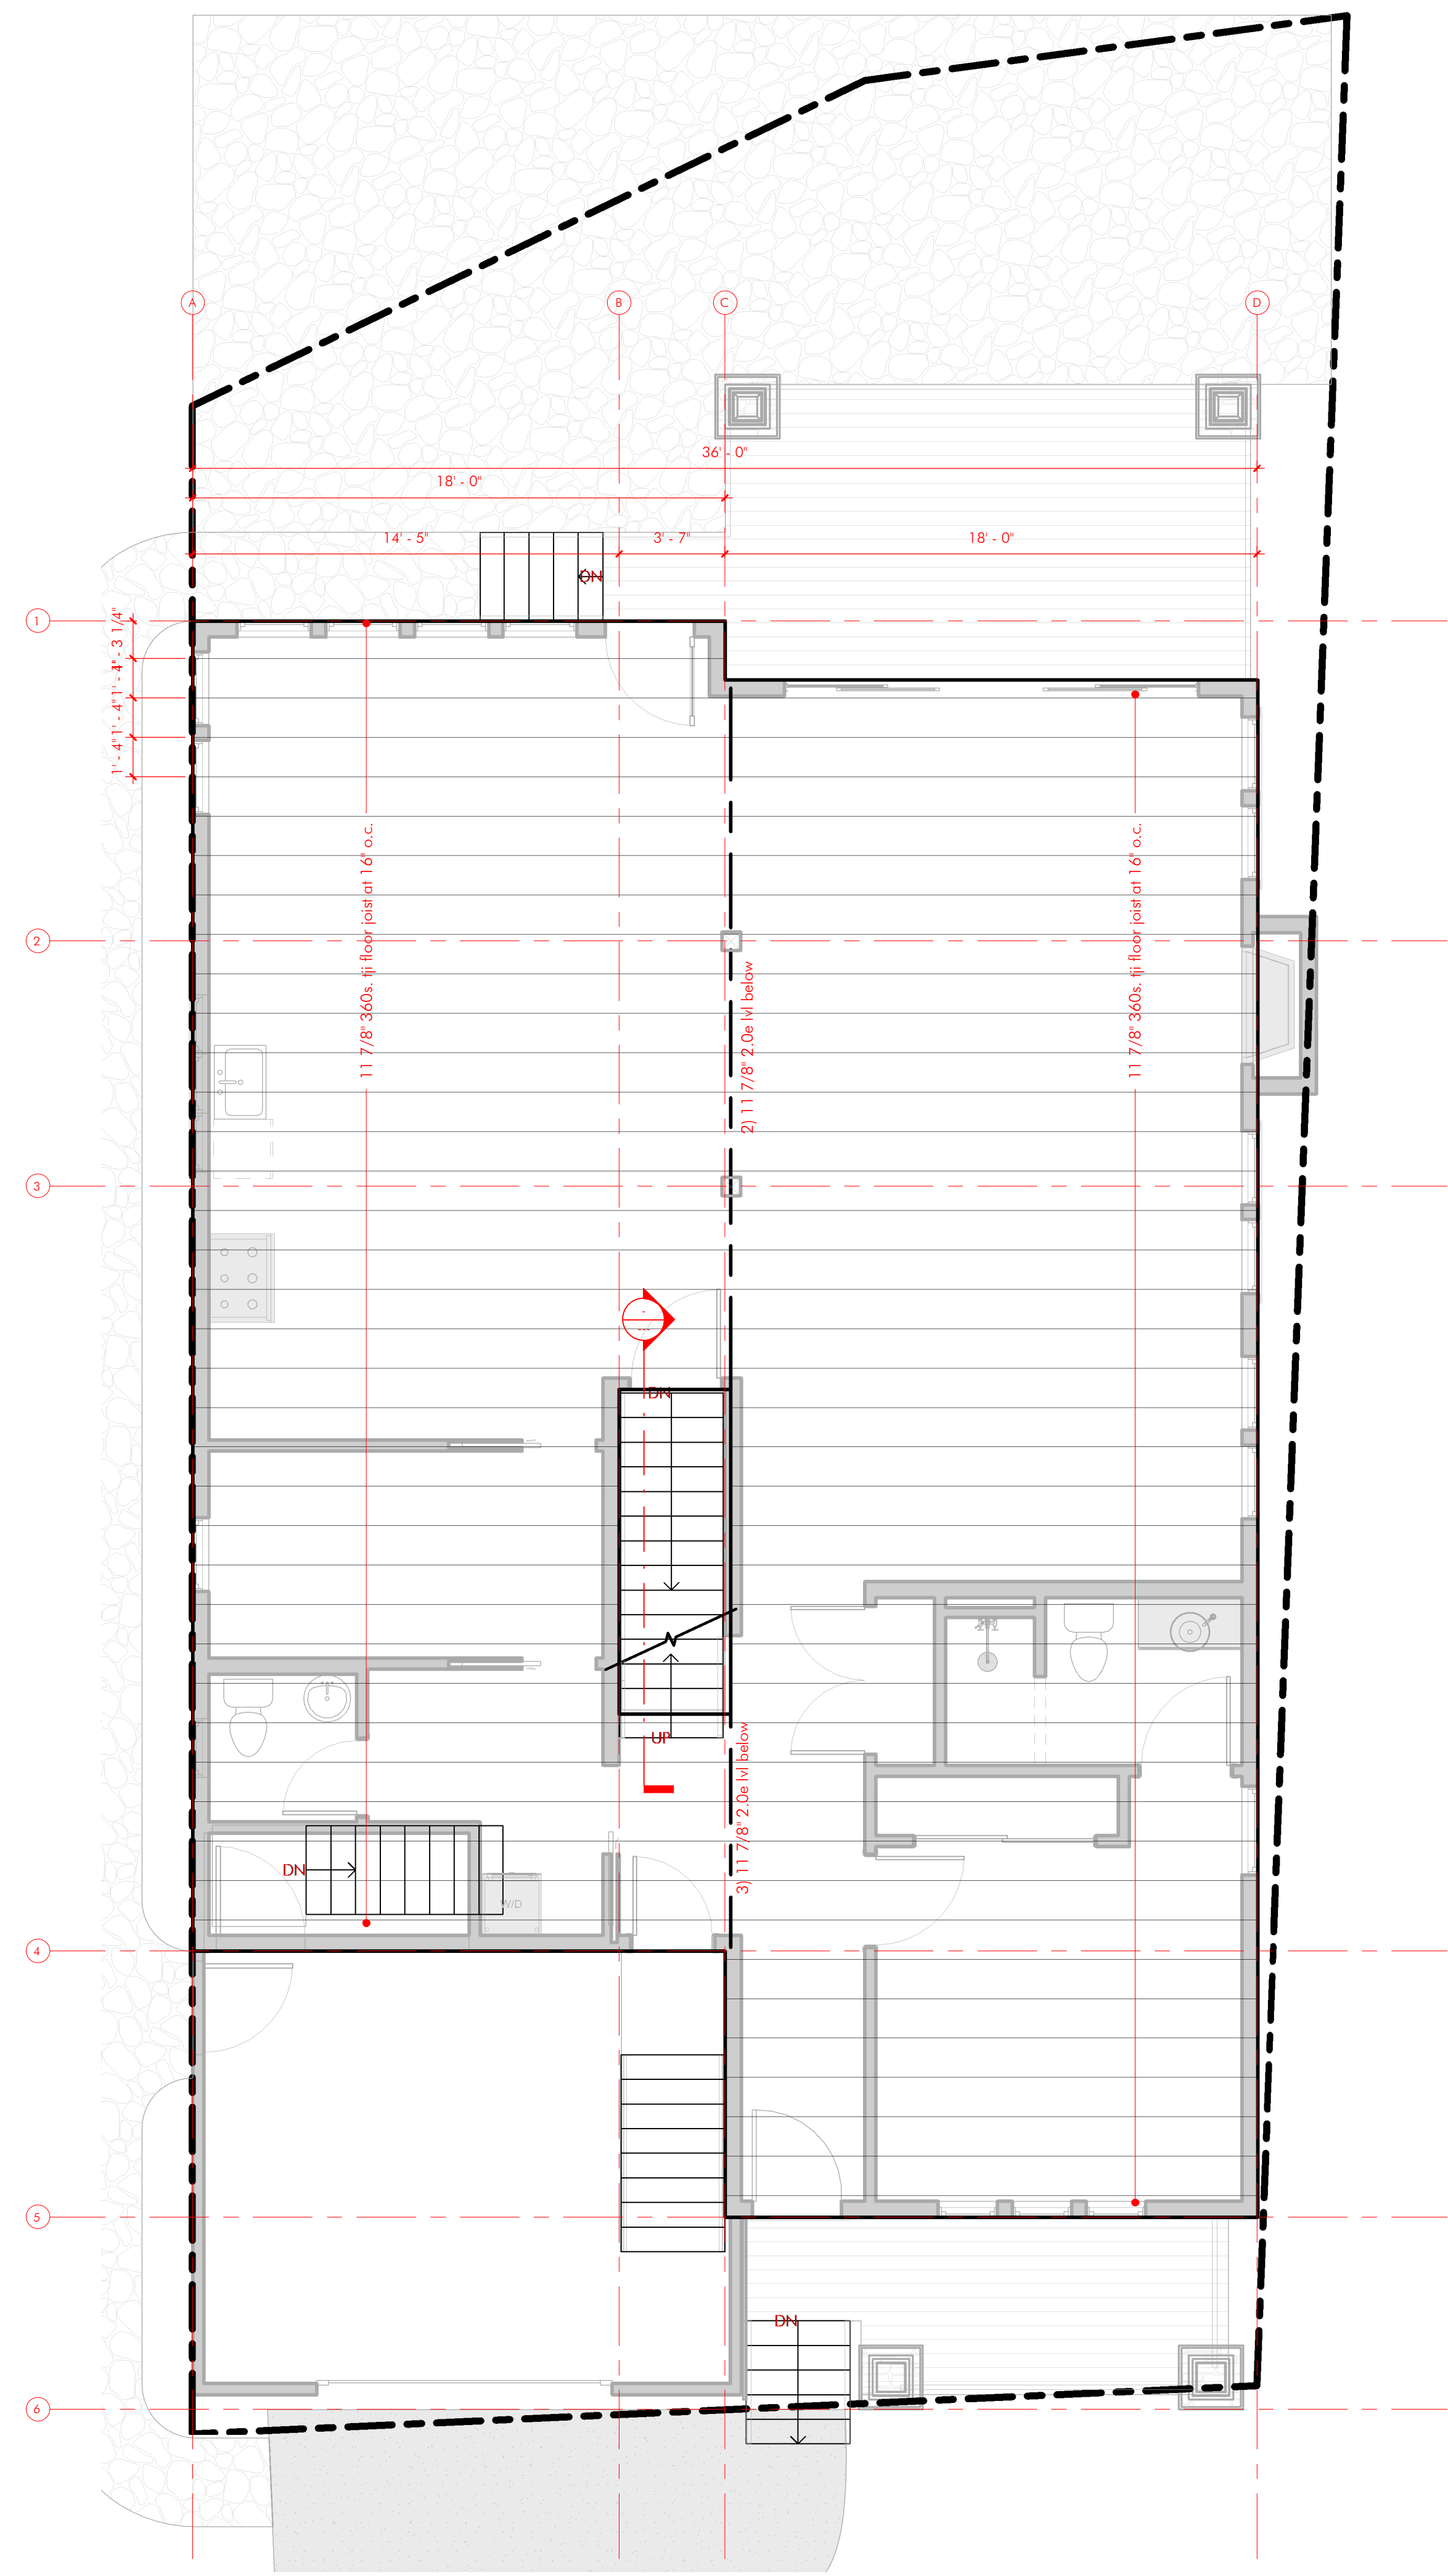 A
B
C
D
36' - 0"
18' - 0"
14' - 5"
3' - 7"
18' - 0"
DN
1
1' - 3 1/4"
1' - 4"
1' - 4"
1' - 4"
11 7/8" 360s. tji floor joist at 16" o.c.
11 7/8" 360s. tji floor joist at 16" o.c.
2
2) 11 7/8" 2.0e lvl below
3
DN
UP
3) 11 7/8" 2.0e lvl below
DN
W/D
4
5
DN
6